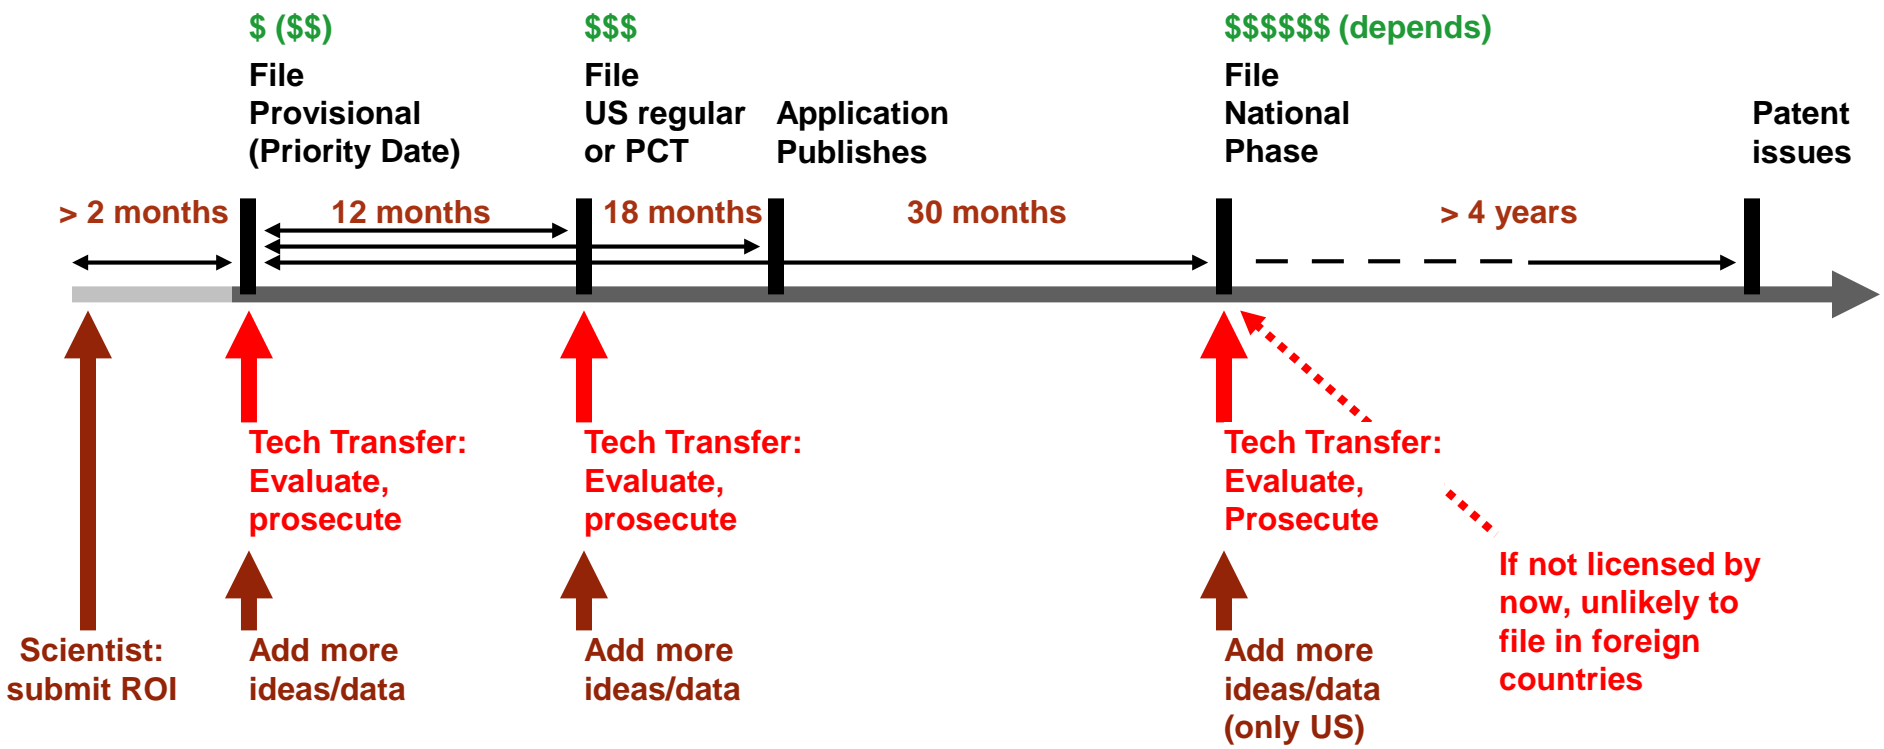 $ ($$)
$$$
$$$$$$ (depends)
File
Provisional
(Priority Date)
File
US regular
or PCT
Application
Publishes
File
National
Phase
Patent
issues
> 2 months
12 months
18 months
30 months
> 4 years
Tech Transfer:
Evaluate,
prosecute
Tech Transfer:
Evaluate,
prosecute
Tech Transfer:
Evaluate,
Prosecute
If not licensed by
now, unlikely to
file in foreign
countries
Scientist:
submit ROI
Add more
ideas/data
Add more
ideas/data
Add more
ideas/data
(only US)